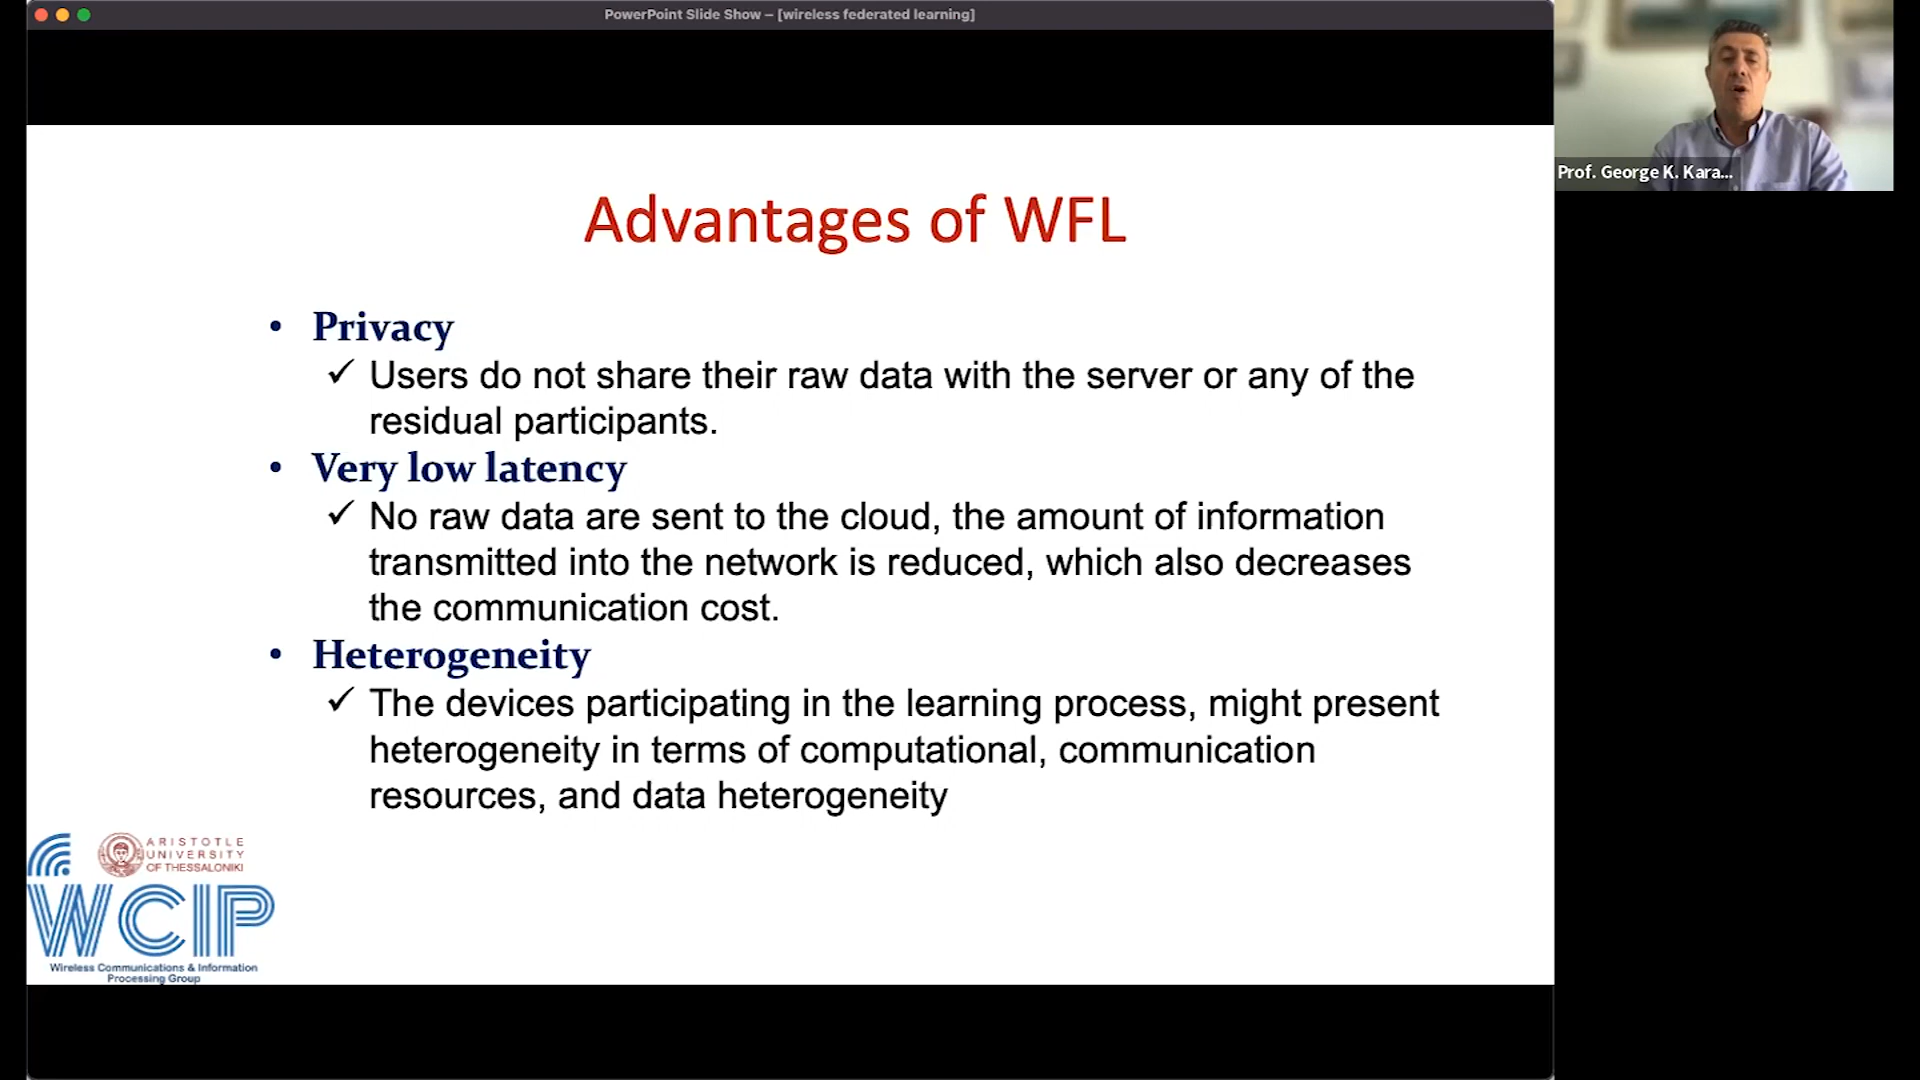 PowerPoint Slide Show – [wireless federated learning]
Prof. George K. Kara...
Advantages of WFL
• Privacy
✓ Users do not share their raw data with the server or any of the
residual participants.
• Very low latency
✓ No raw data are sent to the cloud, the amount of information
transmitted into the network is reduced, which also decreases
the communication cost.
• Heterogeneity
✓ The devices participating in the learning process, might present
heterogeneity in terms of computational, communication
resources, and data heterogeneity
ARISTOTLE
UNIVERSITY
OF THESSALONIKI
WCIP
Wireless Communications & Information
Processing Group